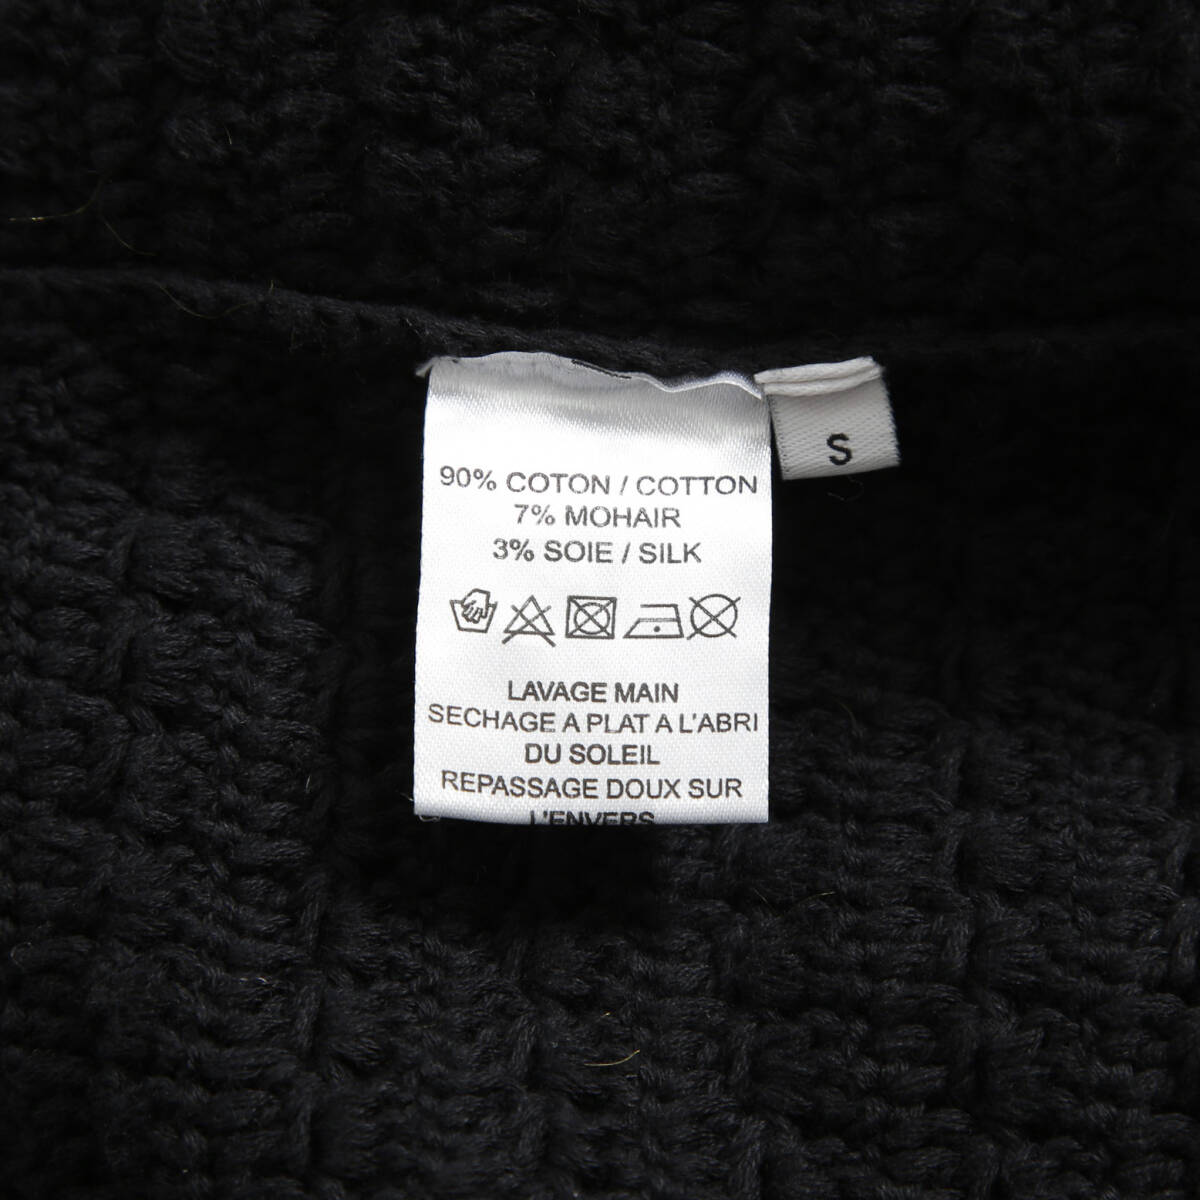 90% COTON / COTTON
7% MOHAIR
3% SOIE / SILK
LAVAGE MAIN
SECHAGE A PLAT A L'ABRI
DU SOLEIL
REPASSAGE DOUX SUR
L'ENVERS
S